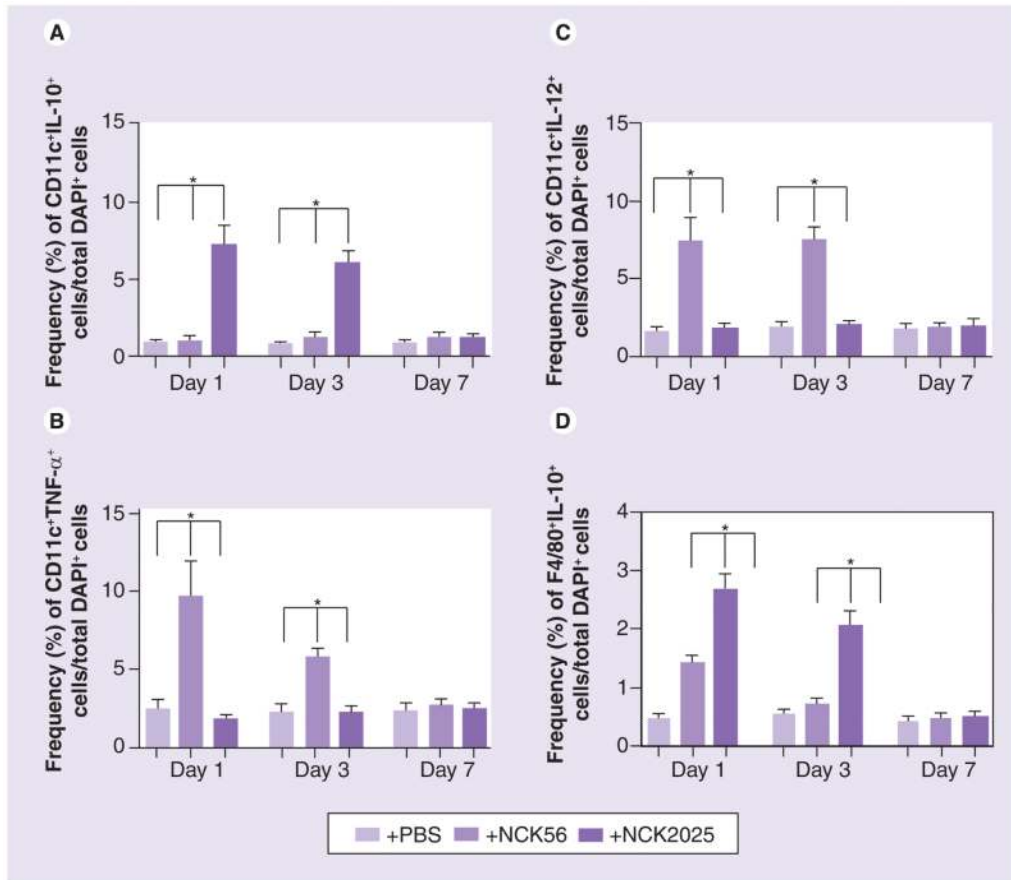 A
Frequency (%) of CD11c⁺IL-10⁺
cells/total DAPI⁺ cells
15
10
5
0
*
*
Day 1
Day 3
Day 7
C
Frequency (%) of CD11c⁺IL-12⁺
cells/total DAPI⁺ cells
15
10
5
0
*
*
Day 1
Day 3
Day 7
B
Frequency (%) of CD11c⁺TNF-α⁺
cells/total DAPI⁺ cells
15
10
5
0
*
*
Day 1
Day 3
Day 7
D
Frequency (%) of F4/80⁺IL-10⁺
cells/total DAPI⁺ cells
4
3
2
1
0
*
*
Day 1
Day 3
Day 7
+PBS +NCK56 +NCK2025